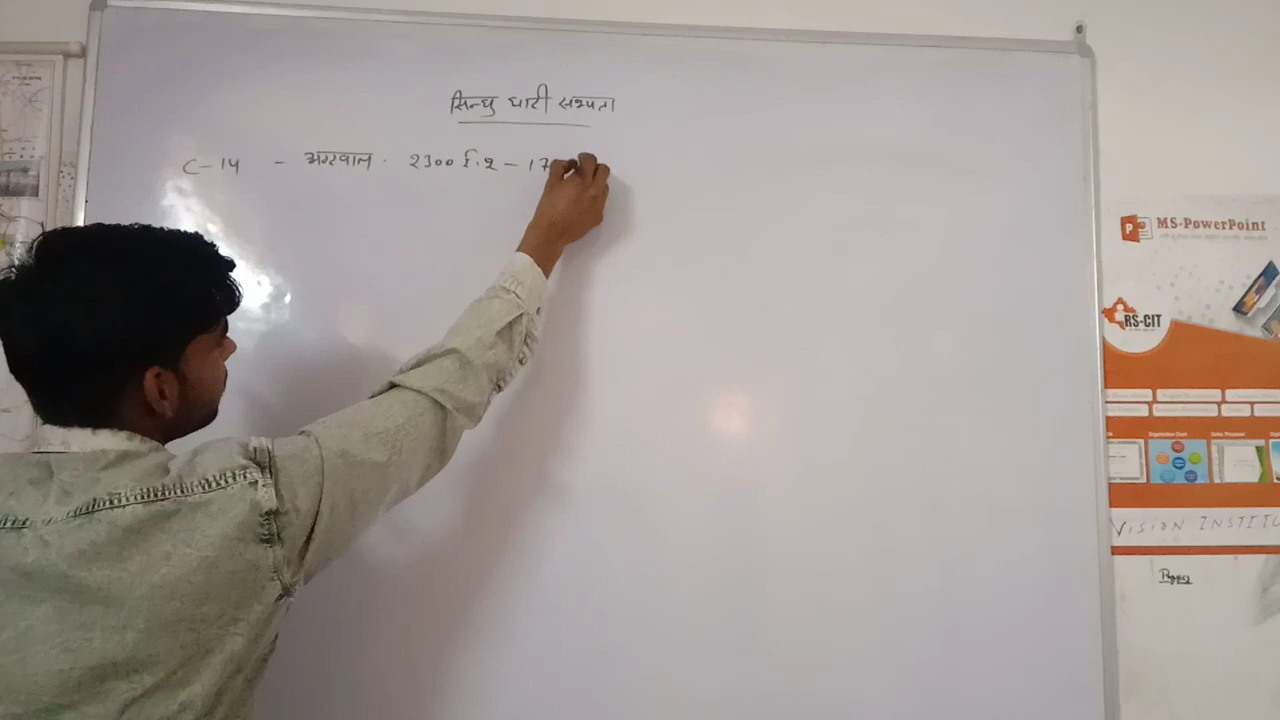 सिन्धु घाटी सभ्यता
C-14 - अग्रवाल. 2300 ई.पू - 17
MS-PowerPoint
RS-CIT
VISION INSTITU